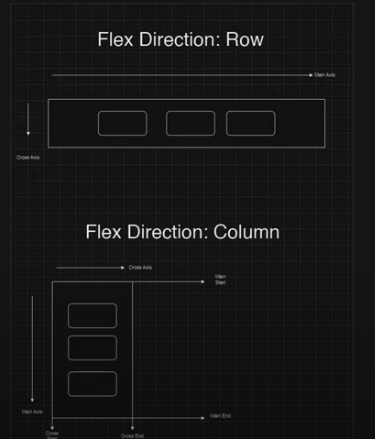 Flex Direction: Row
Main Axis
Cross Axis
Flex Direction: Column
Cross Axis
Main
Start
Main Axis
Main End
Cross
Start
Cross End